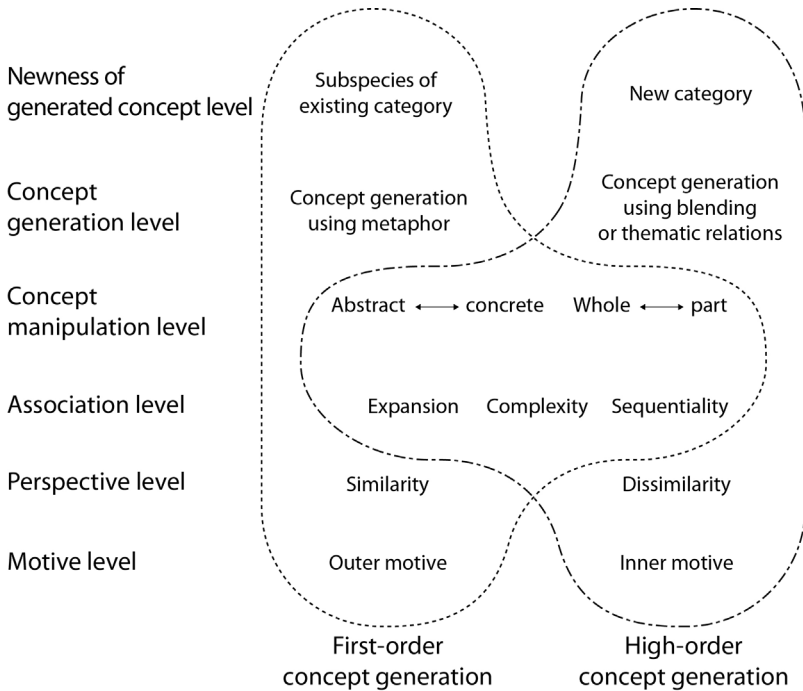 Newness of
generated concept level
Subspecies of
existing category
New category
Concept
generation level
Concept generation
using metaphor
Concept generation
using blending
or thematic relations
Concept
manipulation level
Abstract ↔ concrete
Whole ↔ part
Association level
Expansion
Complexity
Sequentiality
Perspective level
Similarity
Dissimilarity
Motive level
Outer motive
Inner motive
First-order
concept generation
High-order
concept generation